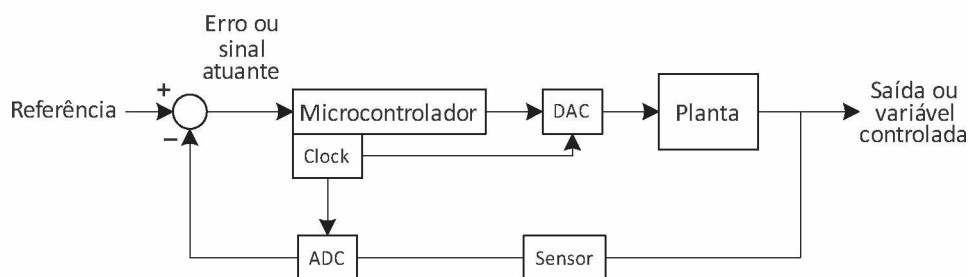 Erro ou
sinal
atuante
Referência
+
−
Microcontrolador
Clock
DAC
Planta
Saída ou
variável
controlada
ADC
Sensor